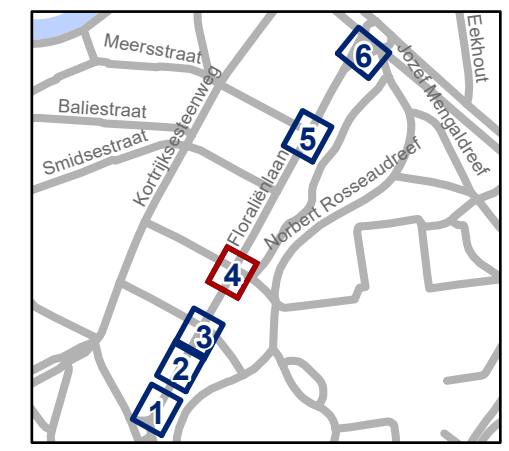 Meersstraat
Baliestraat
Smidsestraat
Kortrijksesteenweg
Floraliënlaan
Norbert Rosseaudreef
Jozef Mengaldreef
Eekhout
6
5
4
3
2
1